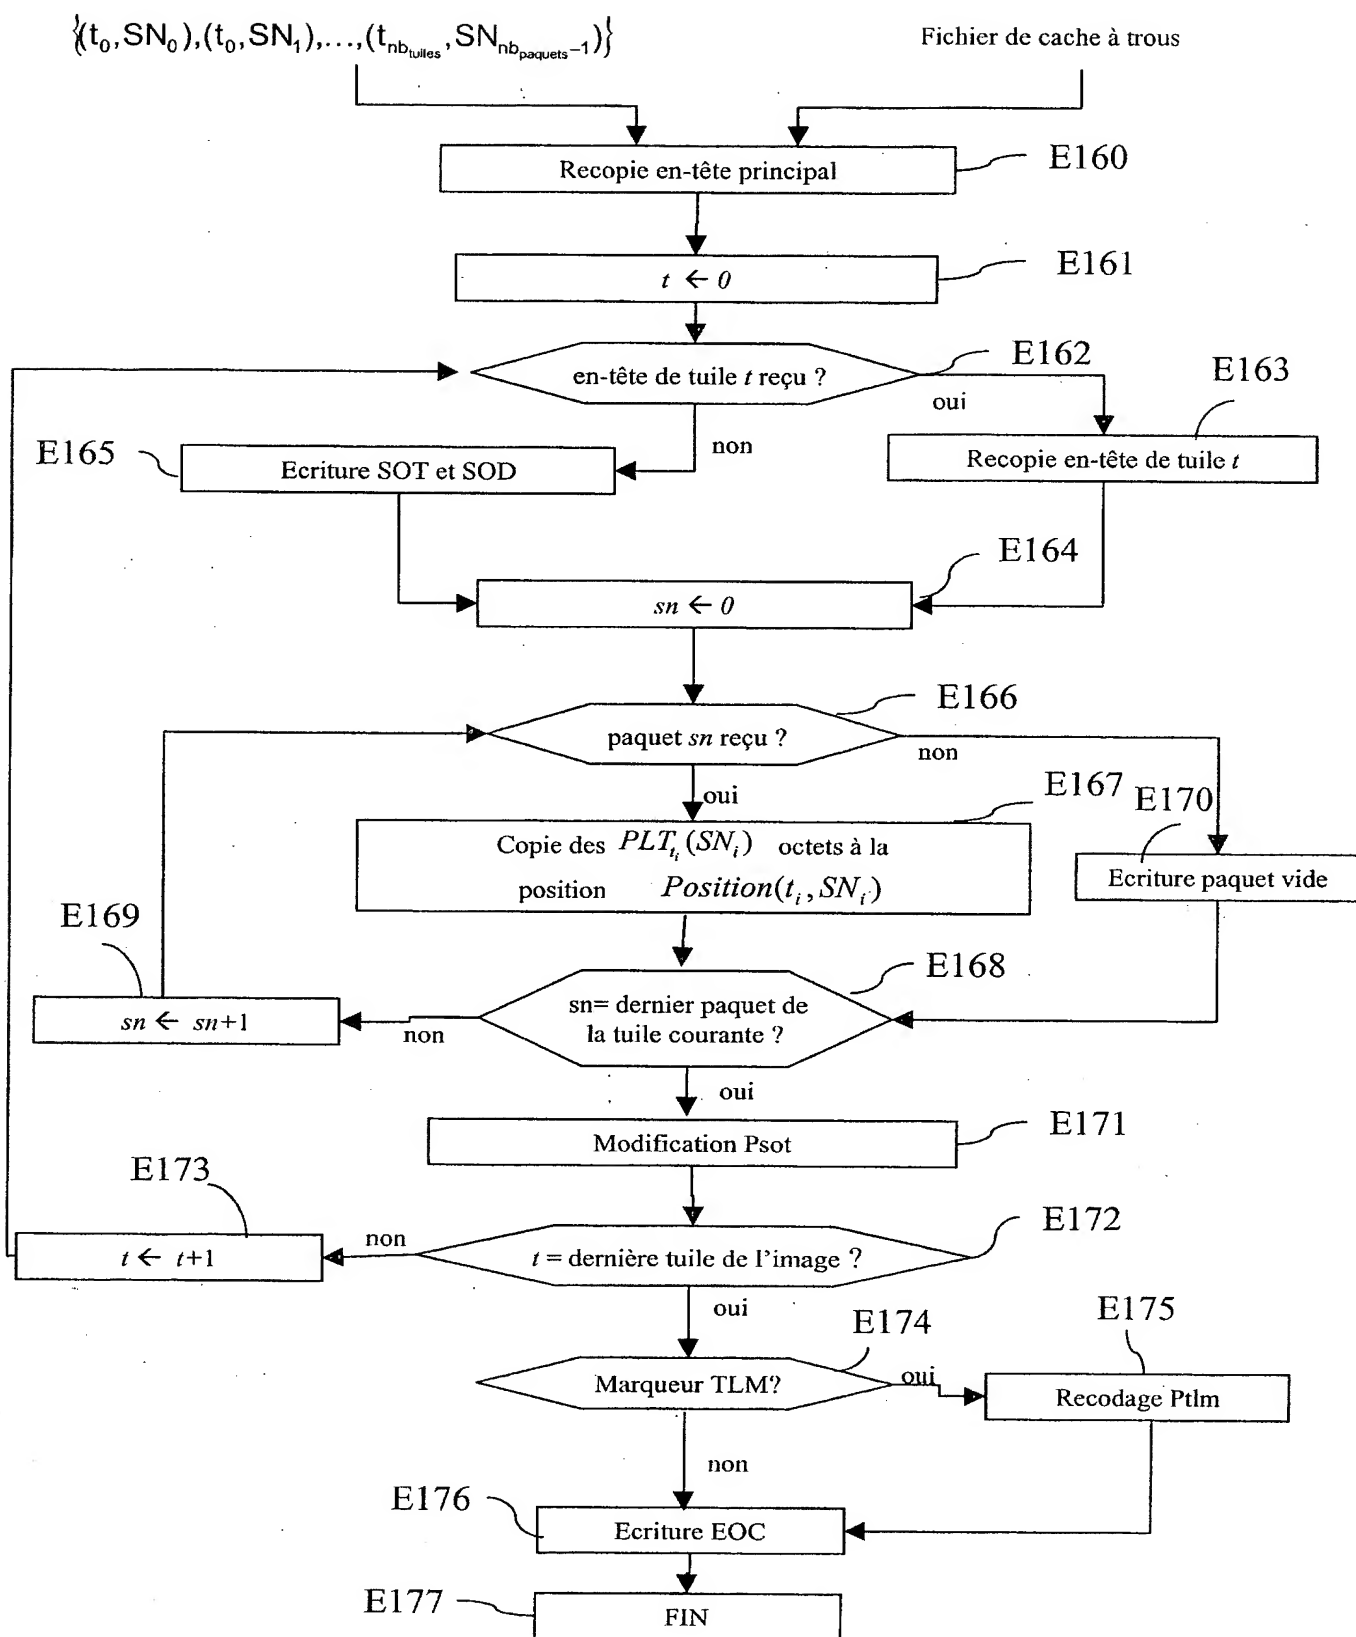 {(t₀,SN₀),(t₀,SN₁),...,(t_nb_tuiles,SN_nb_paquets−1)}
Fichier de cache à trous
Recopie en-tête principal
E160
t ← 0
E161
en-tête de tuile t reçu ?
E162
oui
E163
non
E165
Ecriture SOT et SOD
Recopie en-tête de tuile t
E164
sn ← 0
E166
paquet sn reçu ?
non
oui
E167
E170
Copie des PLT_tᵢ(SNᵢ) octets à la
position Position(tᵢ,SNᵢ)
Ecriture paquet vide
E169
E168
sn ← sn+1
non
sn= dernier paquet de
la tuile courante ?
oui
E171
Modification Psot
E173
E172
t ← t+1
non
t = dernière tuile de l'image ?
oui
E174
E175
Marqueur TLM?
oui
Recodage Ptlm
non
E176
Ecriture EOC
E177
FIN